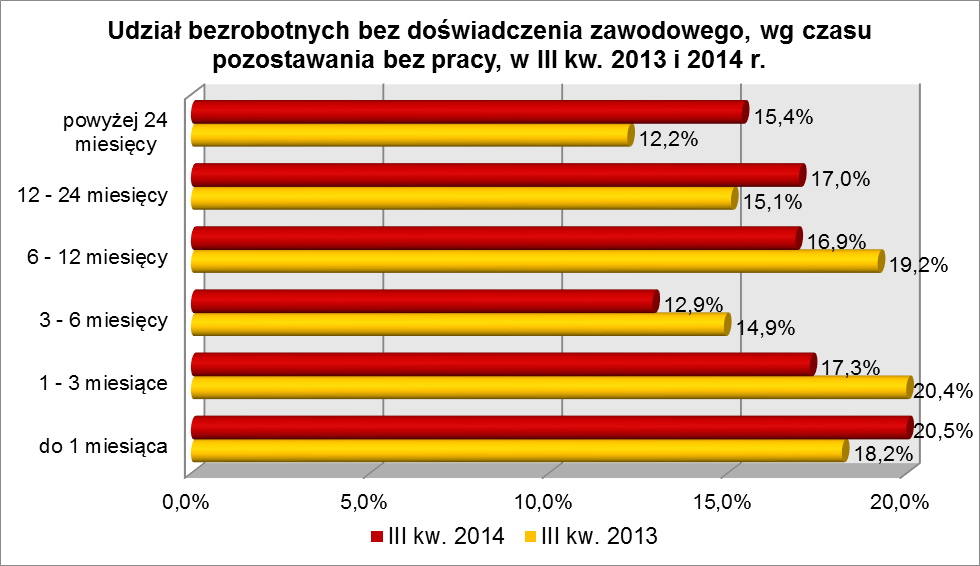 Udział bezrobotnych bez doświadczenia zawodowego, wg czasu
pozostawania bez pracy, w III kw. 2013 i 2014 r.
powyżej 24
miesięcy
15,4%
12,2%
12 - 24 miesięcy
17,0%
15,1%
6 - 12 miesięcy
16,9%
19,2%
3 - 6 miesięcy
12,9%
14,9%
1 - 3 miesiące
17,3%
20,4%
do 1 miesiąca
20,5%
18,2%
0,0% 5,0% 10,0% 15,0% 20,0%
III kw. 2014 III kw. 2013